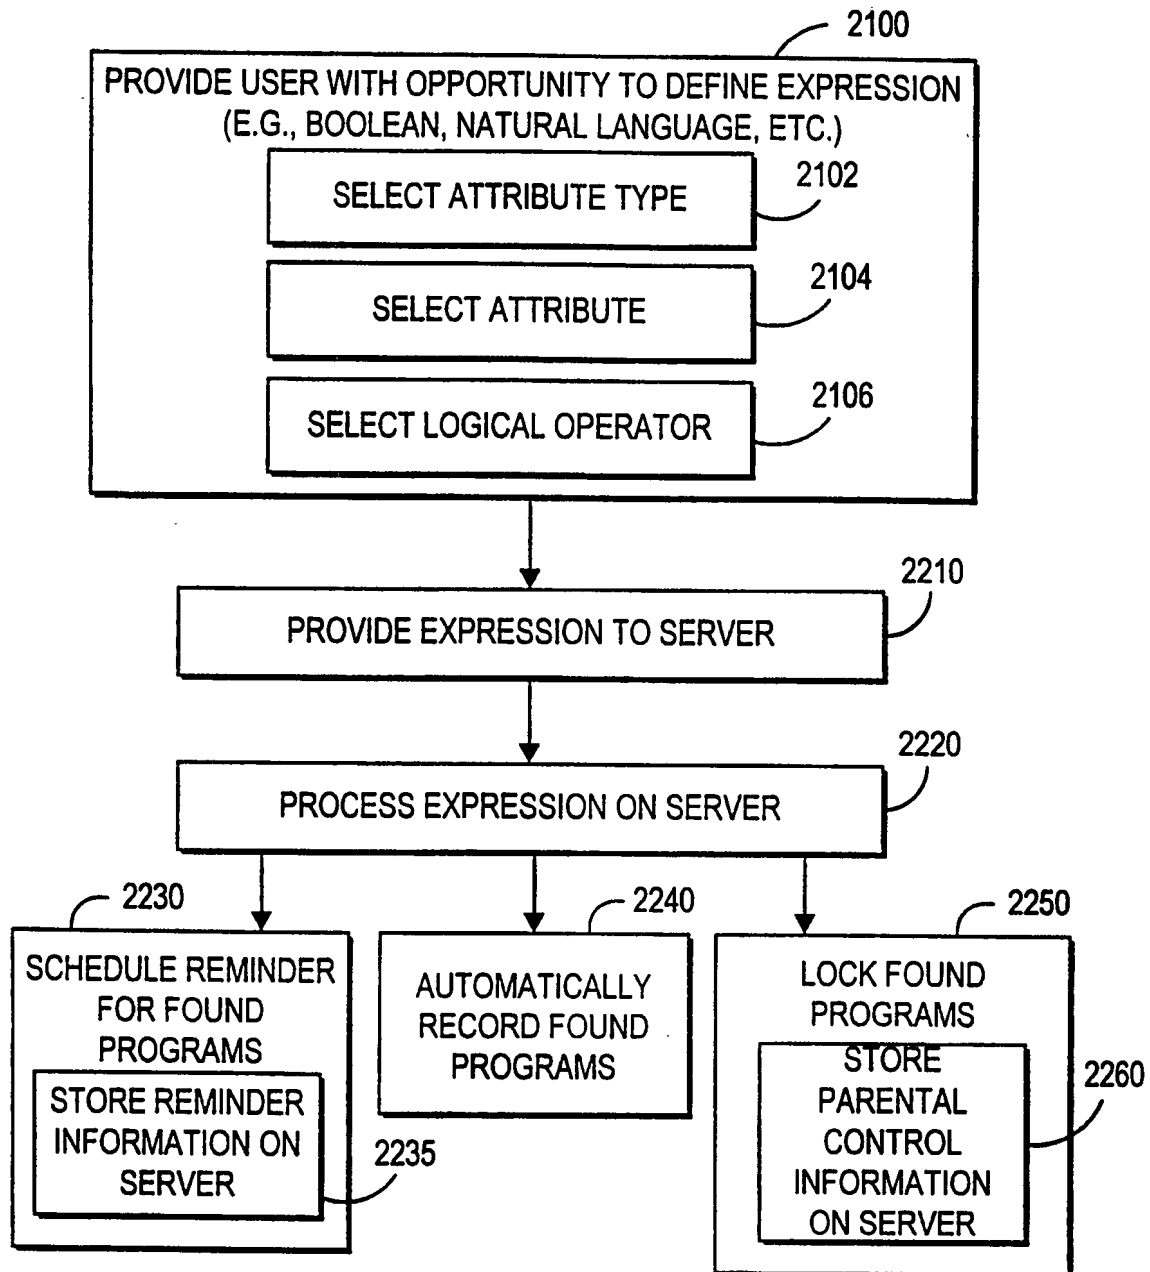 2100
PROVIDE USER WITH OPPORTUNITY TO DEFINE EXPRESSION
(E.G., BOOLEAN, NATURAL LANGUAGE, ETC.)
SELECT ATTRIBUTE TYPE
2102
SELECT ATTRIBUTE
2104
SELECT LOGICAL OPERATOR
2106
2210
PROVIDE EXPRESSION TO SERVER
2220
PROCESS EXPRESSION ON SERVER
2230
SCHEDULE REMINDER
FOR FOUND
PROGRAMS
STORE REMINDER
INFORMATION ON
SERVER
2235
2240
AUTOMATICALLY
RECORD FOUND
PROGRAMS
2250
LOCK FOUND
PROGRAMS
STORE
PARENTAL
CONTROL
INFORMATION
ON SERVER
2260